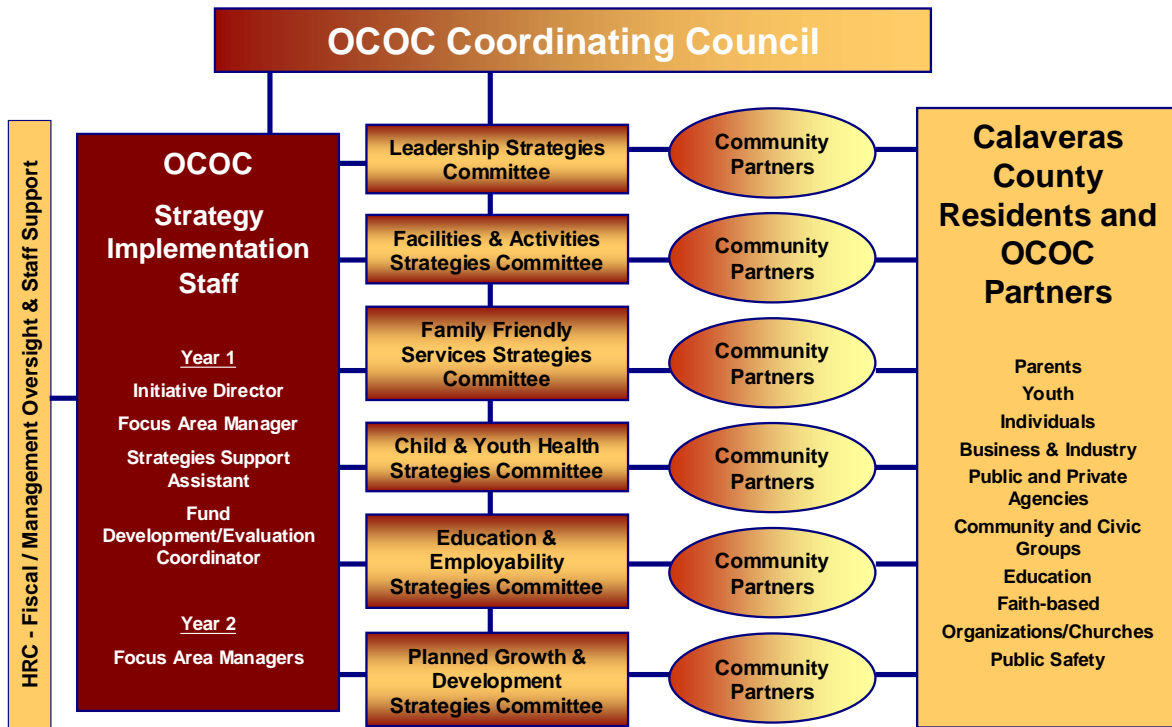 OCOC Coordinating Council
HRC - Fiscal / Management Oversight & Staff Support
OCOC
Strategy
Implementation
Staff
Year 1
Initiative Director
Focus Area Manager
Strategies Support
Assistant
Fund
Development/Evaluation
Coordinator
Year 2
Focus Area Managers
Leadership Strategies
Committee
Community
Partners
Facilities & Activities
Strategies Committee
Community
Partners
Family Friendly
Services Strategies
Committee
Community
Partners
Child & Youth Health
Strategies Committee
Community
Partners
Education &
Employability
Strategies Committee
Community
Partners
Planned Growth &
Development
Strategies Committee
Community
Partners
Calaveras
County
Residents and
OCOC
Partners
Parents
Youth
Individuals
Business & Industry
Public and Private
Agencies
Community and Civic
Groups
Education
Faith-based
Organizations/Churches
Public Safety